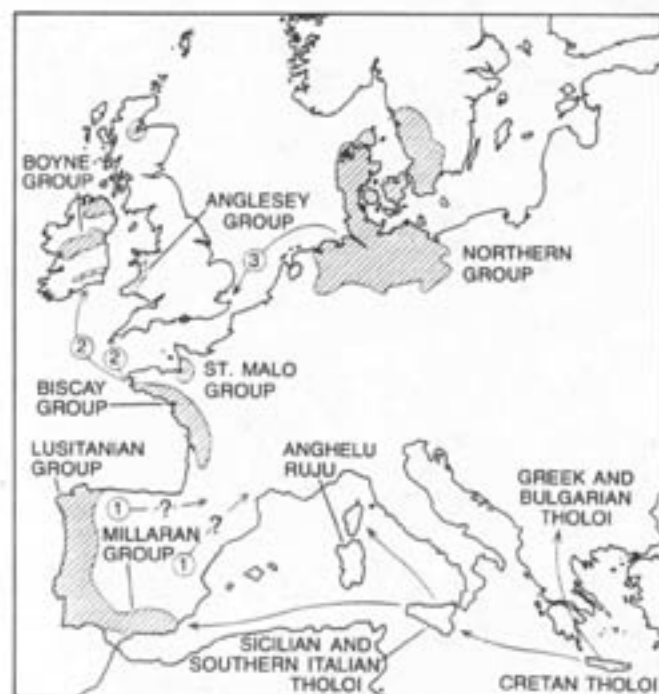 BOYNE
GROUP
ANGLESEY
GROUP
3
NORTHERN
GROUP
2
2
ST. MALO
GROUP
BISCAY
GROUP
LUSITANIAN
GROUP
ANGHELU
RUJU
GREEK AND
BULGARIAN
THOLOI
1 ?
MILLARAN
GROUP
?
1
SICILIAN AND
SOUTHERN ITALIAN
THOLOI
CRETAN THOLOI